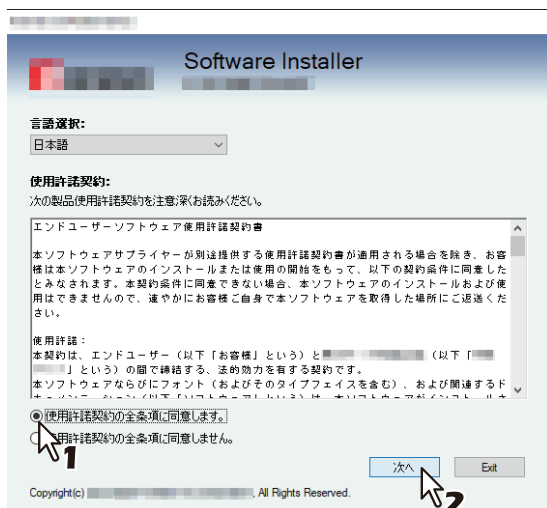 Software Installer
言語選択:
日本語
使用許諾契約:
次の製品使用許諾契約を注意深くお読みください。
エンドユーザーソフトウェア使用許諾契約書
本ソフトウェアサプライヤーが別途提供する使用許諾契約書が適用される場合を除き、お客
様は本ソフトウェアのインストールまたは使用の開始をもって、以下の契約条件に同意した
とみなされます。本契約条件に同意できない場合、本ソフトウェアのインストールおよび使
用はできませんので、速やかにお客様ご自身で本ソフトウェアを取得した場所にご返送くだ
さい。
使用許諾：
本契約は、エンドユーザー（以下「お客様」という）と（以下「
」という）の間で締結する、法的効力を有する契約です。
本ソフトウェアならびにフォント（およびそのタイプフェイスを含む）、および関連するド
使用許諾契約の全条項に同意します。
用許諾契約の全条項に同意しません。
1
次へ
Exit
2
Copyright(c) , All Rights Reserved.